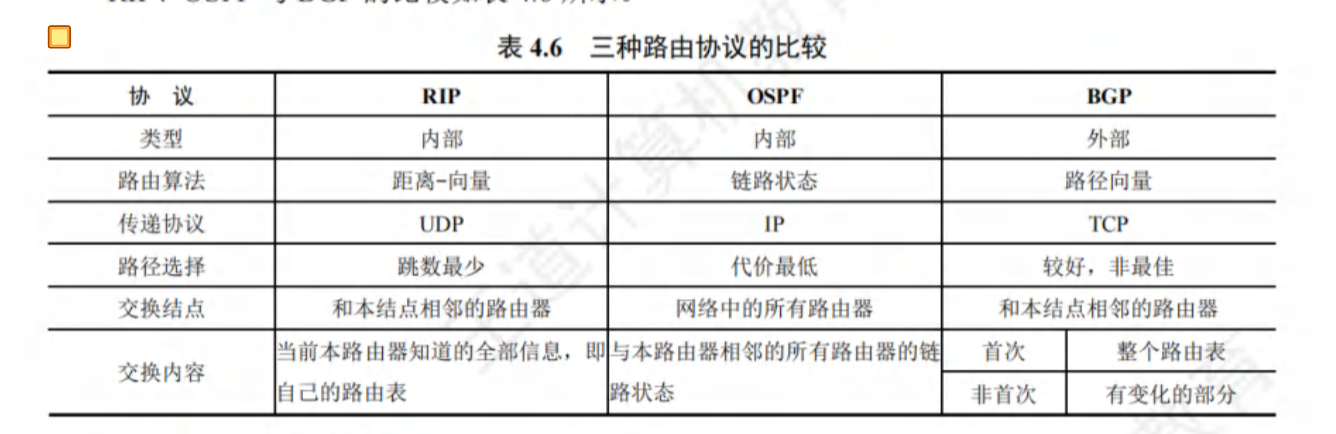 表 4.6 三种路由协议的比较
协 议 RIP OSPF BGP
类型 内部 内部 外部
路由算法 距离-向量 链路状态 路径向量
传递协议 UDP IP TCP
路径选择 跳数最少 代价最低 较好，非最佳
交换结点 和本结点相邻的路由器 网络中的所有路由器 和本结点相邻的路由器
交换内容
当前本路由器知道的全部信息，即
自己的路由表
与本路由器相邻的所有路由器的链
路状态
首次 整个路由表
非首次 有变化的部分
王道计算机教
教育